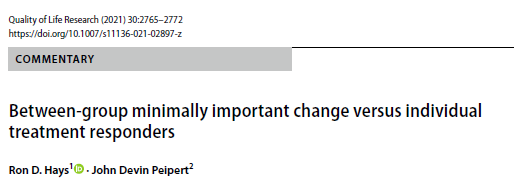 Quality of Life Research (2021) 30:2765–2772
https://doi.org/10.1007/s11136-021-02897-z
COMMENTARY
Between-group minimally important change versus individual
treatment responders
Ron D. Hays1 · John Devin Peipert2